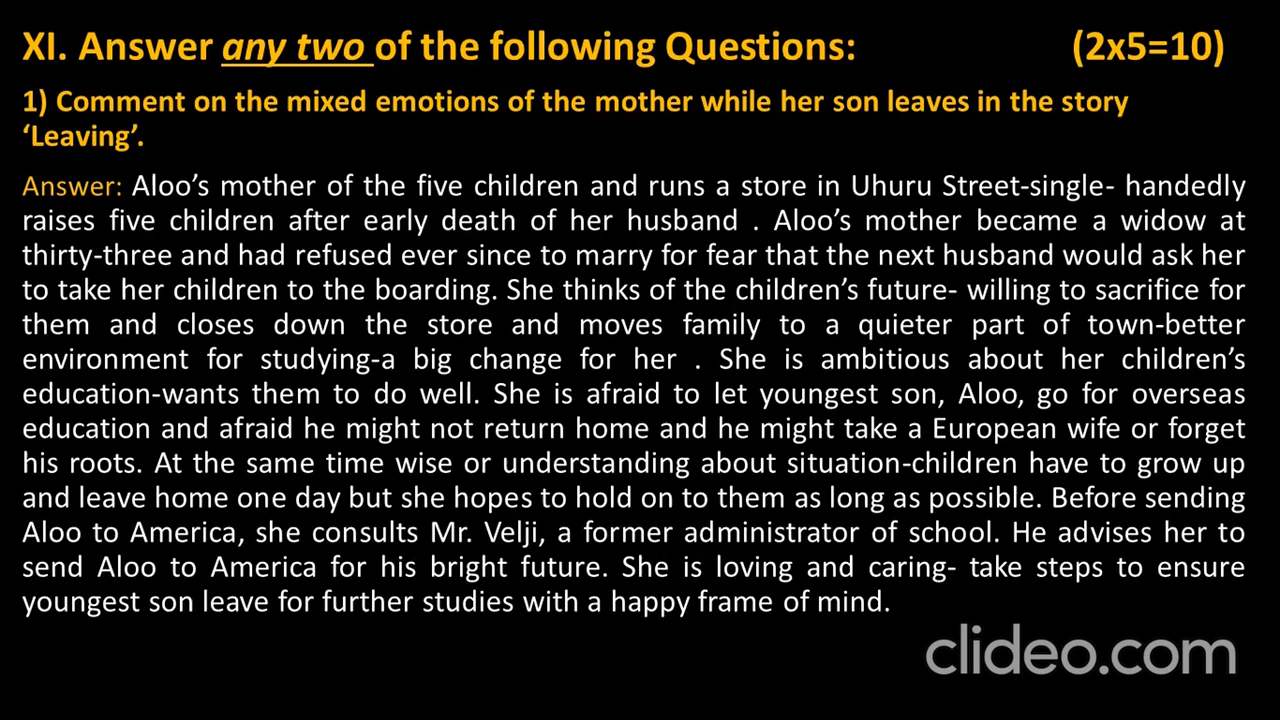 XI. Answer any two of the following Questions: (2x5=10)
1) Comment on the mixed emotions of the mother while her son leaves in the story
‘Leaving’.
Answer: Aloo’s mother of the five children and runs a store in Uhuru Street-single- handedly
raises five children after early death of her husband . Aloo’s mother became a widow at
thirty-three and had refused ever since to marry for fear that the next husband would ask her
to take her children to the boarding. She thinks of the children’s future- willing to sacrifice for
them and closes down the store and moves family to a quieter part of town-better
environment for studying-a big change for her . She is ambitious about her children’s
education-wants them to do well. She is afraid to let youngest son, Aloo, go for overseas
education and afraid he might not return home and he might take a European wife or forget
his roots. At the same time wise or understanding about situation-children have to grow up
and leave home one day but she hopes to hold on to them as long as possible. Before sending
Aloo to America, she consults Mr. Velji, a former administrator of school. He advises her to
send Aloo to America for his bright future. She is loving and caring- take steps to ensure
youngest son leave for further studies with a happy frame of mind.
clideo.com